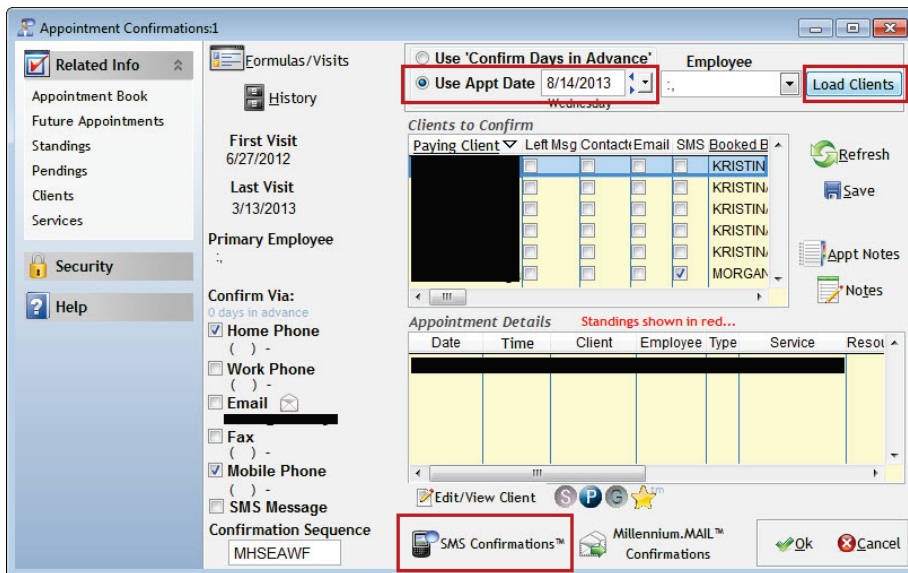 Appointment Confirmations:1
Related Info
Appointment Book
Future Appointments
Standings
Pendings
Clients
Services
Security
Help
Formulas/Visits
History
First Visit
6/27/2012
Last Visit
3/13/2013
Primary Employee
:,
Confirm Via:
0 days in advance
Home Phone
( ) -
Work Phone
( ) -
Email
Fax
( ) -
Mobile Phone
( ) -
SMS Message
Confirmation Sequence
MHSEAWF
Use 'Confirm Days in Advance'
Use Appt Date 8/14/2013
Wednesday
Employee
:,
Load Clients
Clients to Confirm
Paying Client Left Msg Contact Email SMS Booked B
KRISTIN
KRISTIN
KRISTIN
KRISTIN
KRISTIN
MORGAN
Refresh
Save
Appt Notes
Notes
Appointment Details Standings shown in red...
Date Time Client Employee Type Service Resou
Edit/View Client S P G tm
SMS Confirmations™
Millennium.MAIL™
Confirmations
Ok
Cancel